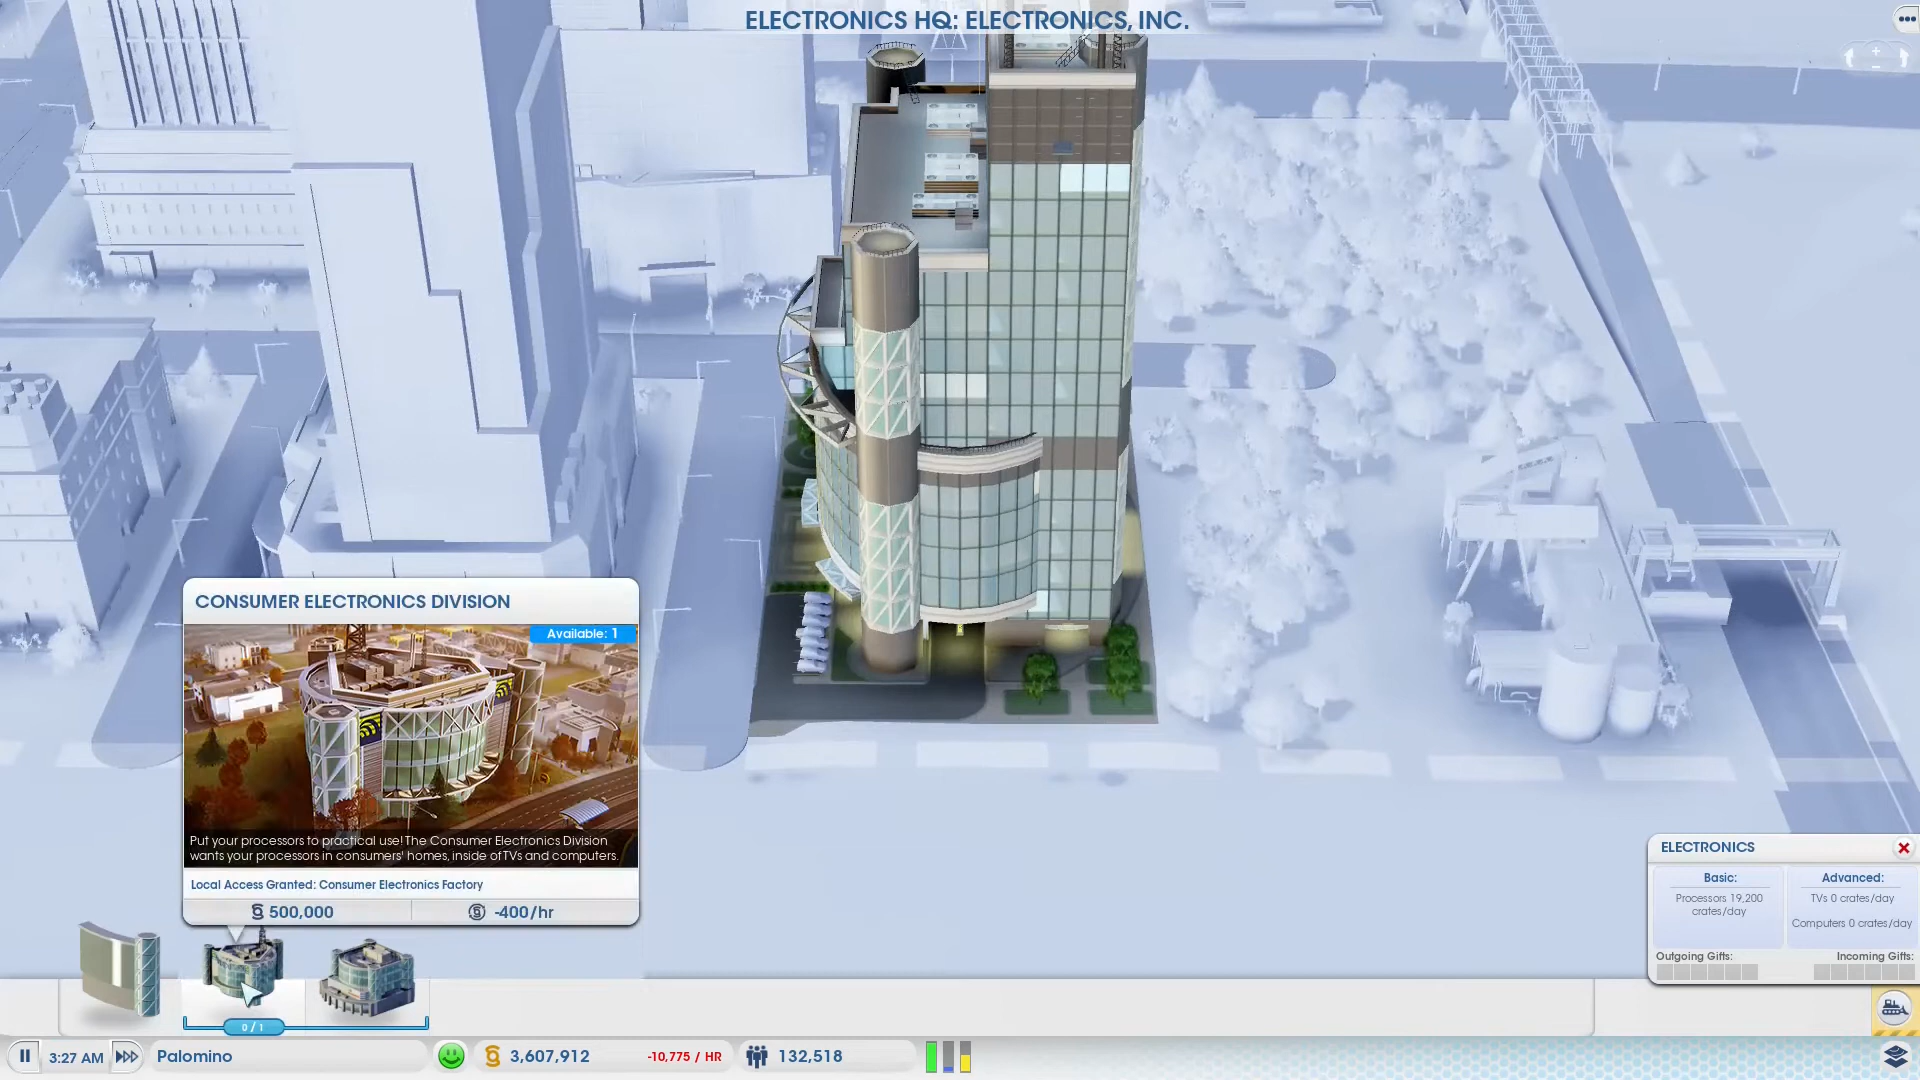 ELECTRONICS HQ: ELECTRONICS, INC.
CONSUMER ELECTRONICS DIVISION
Available: 1
Put your processors to practical use! The Consumer Electronics Division
wants your processors in consumers' homes, inside of TVs and computers.
Local Access Granted: Consumer Electronics Factory
500,000
-400/hr
0 / 1
ELECTRONICS
Basic:
Processors 19,200
crates/day
Advanced:
TVs 0 crates/day
Computers 0 crates/day
Outgoing Gifts:
Incoming Gifts:
3:27 AM
Palomino
3,607,912
-10,775 / HR
132,518